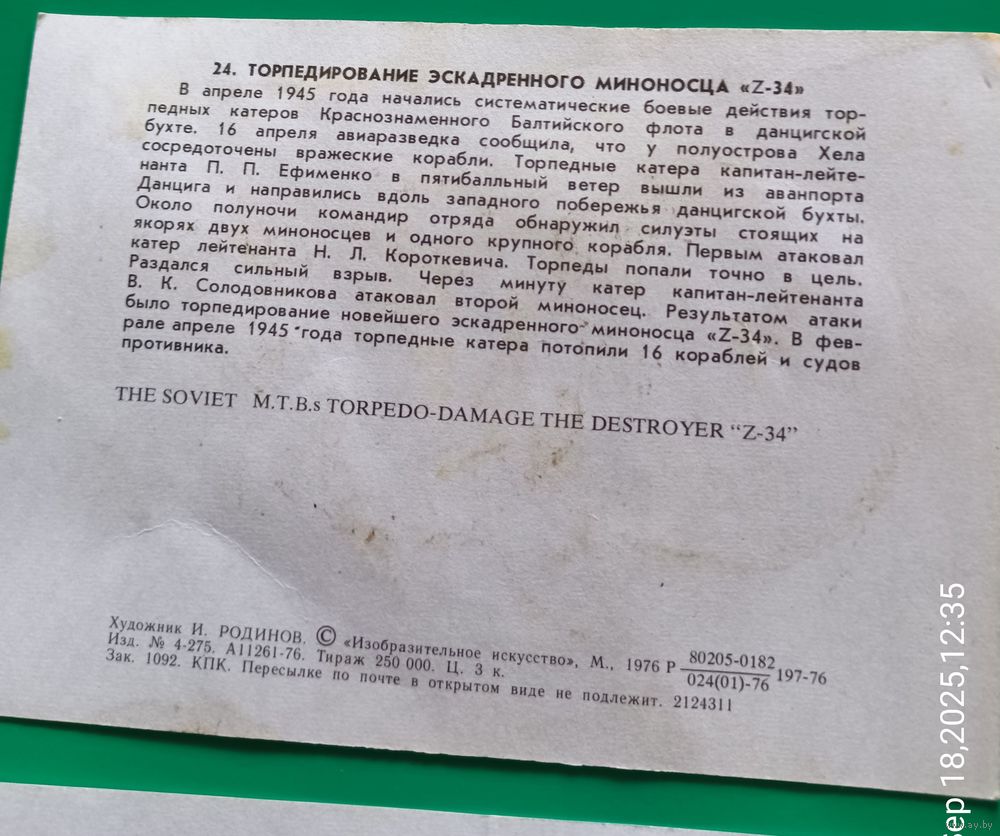 24. ТОРПЕДИРОВАНИЕ ЭСКАДРЕННОГО МИНОНОСЦА «Z-34»
В апреле 1945 года начались систематические боевые действия тор-
педных катеров Краснознаменного Балтийского флота в данцигской
бухте. 16 апреля авиаразведка сообщила, что у полуострова Хела
сосредоточены вражеские корабли. Торпедные катера капитан-лейте-
нанта П. П. Ефименко в пятибалльный ветер вышли из аванпорта
Данцига и направились вдоль западного побережья данцигской бухты.
Около полуночи командир отряда обнаружил силуэты стоящих на
якорях двух миноносцев и одного крупного корабля. Первым атаковал
катер лейтенанта Н. Л. Короткевича. Торпеды попали точно в цель.
Раздался сильный взрыв. Через минуту катер капитан-лейтенанта
В. К. Солодовникова атаковал второй миноносец. Результатом атаки
было торпедирование новейшего эскадренного миноносца «Z-34». В фев-
рале апреле 1945 года торпедные катера потопили 16 кораблей и судов
противника.
THE SOVIET M.T.B.s TORPEDO-DAMAGE THE DESTROYER “Z-34”
Художник И. РОДИНОВ. © «Изобразительное искусство», М., 1976 Р 80205-0182 / 024(01)-76 197-76
Изд. № 4-275. А11261-76. Тираж 250 000. Ц. 3 к.
Зак. 1092. КПК. Пересылке по почте в открытом виде не подлежит. 2124311
Sep 18,2025,12:35
www.ay.by